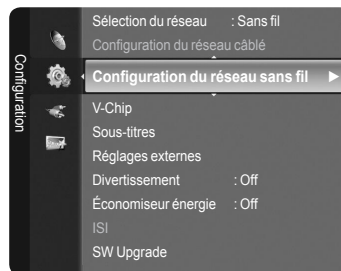 Configuration
Sélection du réseau : Sans fil
Configuration du réseau câblé
Configuration du réseau sans fil
V-Chip
Sous-titres
Réglages externes
Divertissement : Off
Économiseur énergie : Off
ISI
SW Upgrade